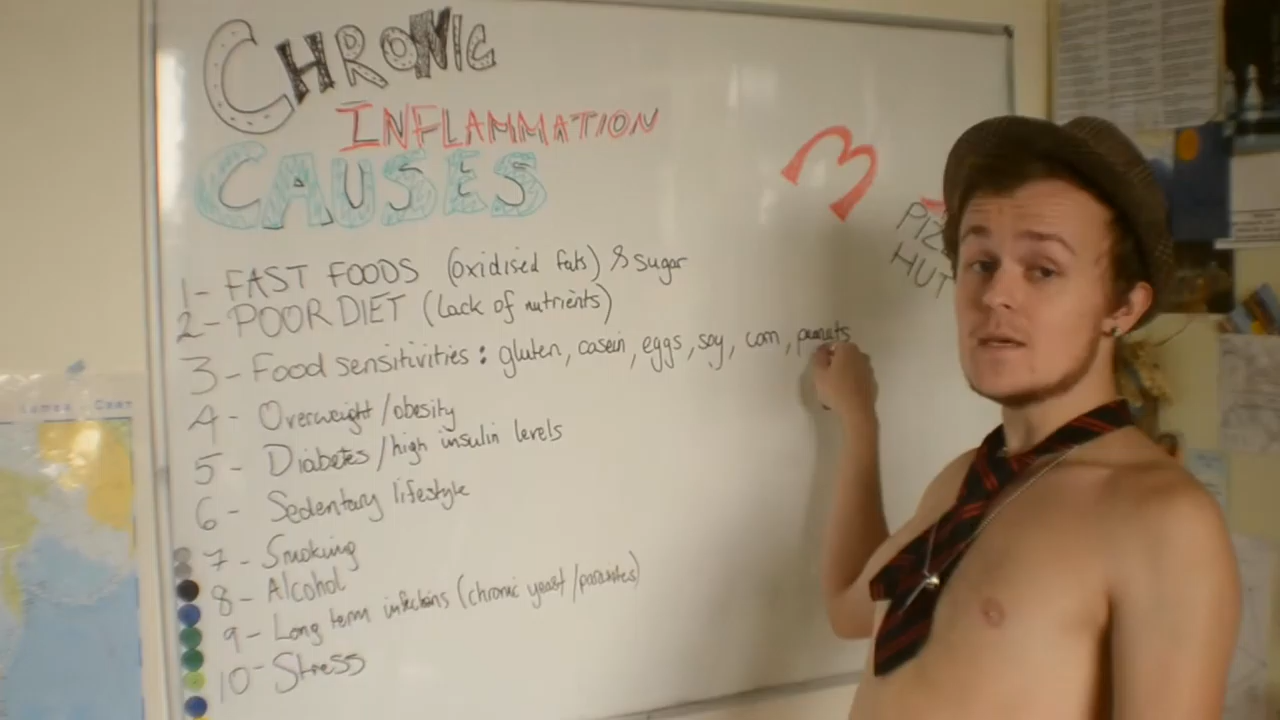 CHRONIC
INFLAMMATION
CAUSES
3
PIZ
HUT
1- FAST FOODS (oxidised fats) & sugar
2- POOR DIET (lack of nutrients)
3- Food sensitivities: gluten, casein, eggs, soy, corn, peanuts
4- Overweight/obesity
5- Diabetes/high insulin levels
6- Sedentary lifestyle
7- Smoking
8- Alcohol
9- Long term infections (chronic yeast/parasites)
10- Stress